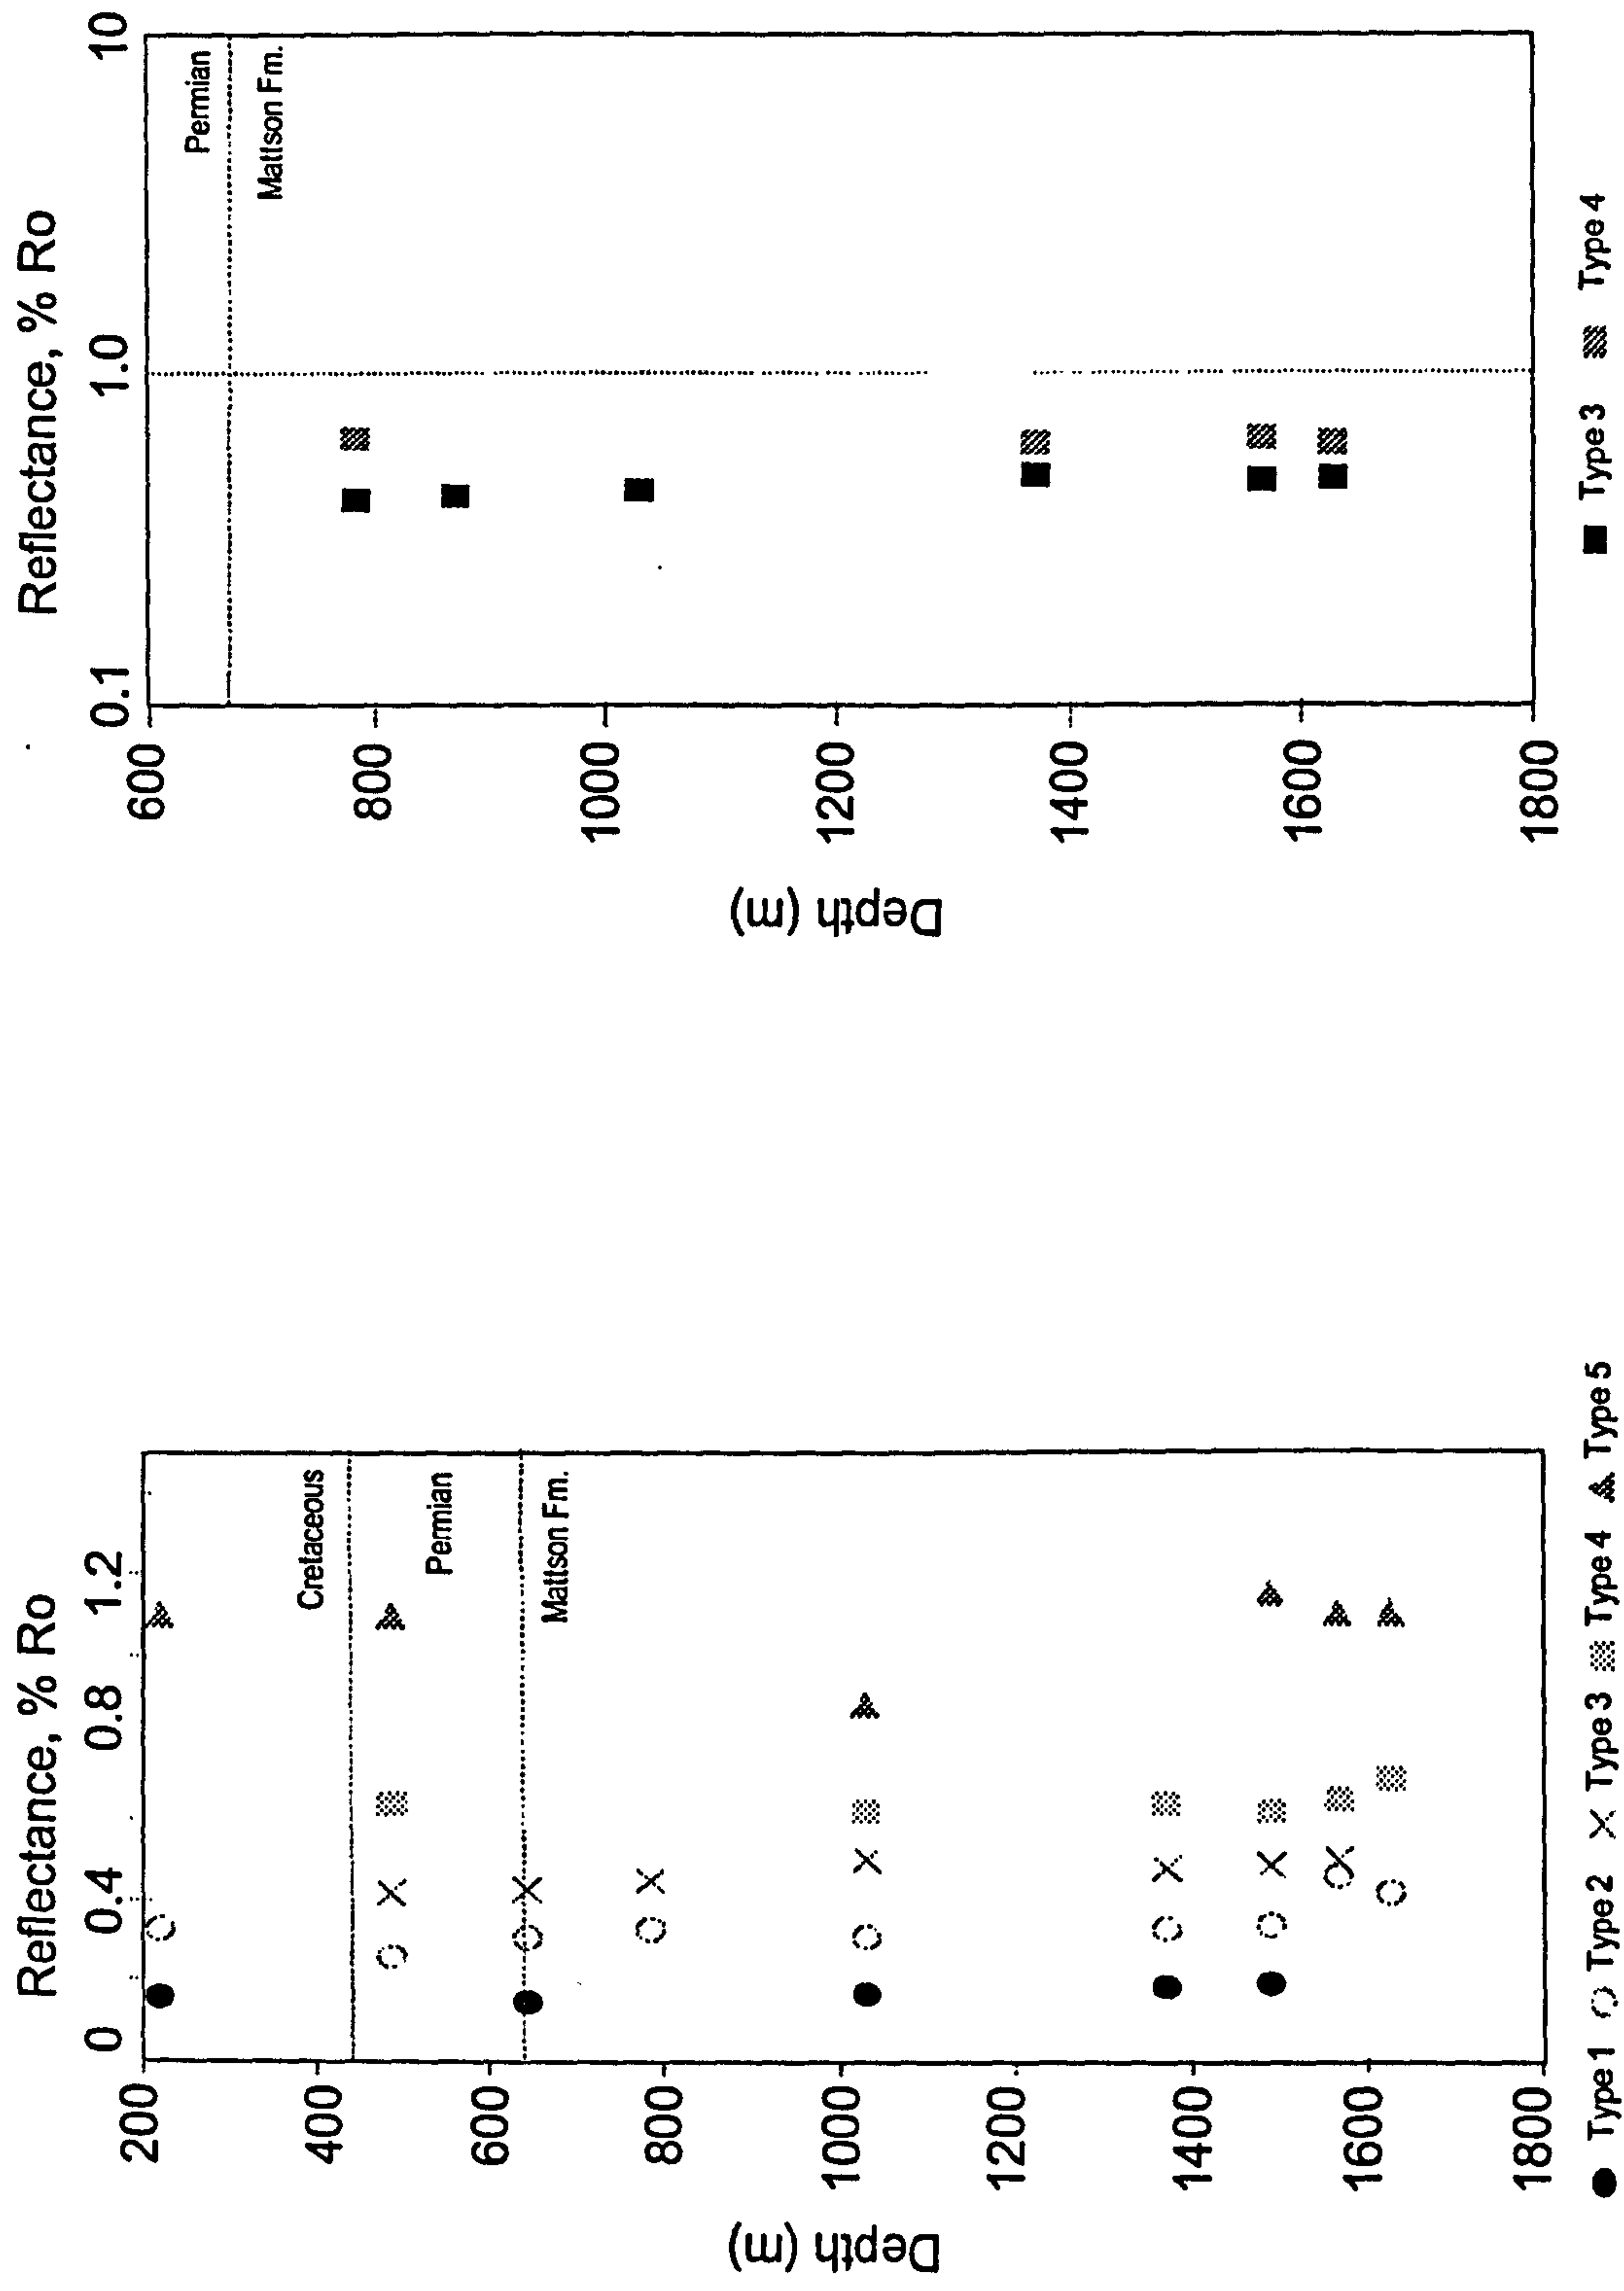 Reflectance, % Ro
0 0.4 0.8 1.2
200
400
600
800
1000
1200
1400
1600
1800
Depth (m)
Cretaceous
Permian
Mattson Fm.
Type 1 Type 2 Type 3 Type 4 Type 5
Reflectance, % Ro
0.1 1.0 10
600
800
1000
1200
1400
1600
1800
Depth (m)
Permian
Mattson Fm.
Type 3 Type 4